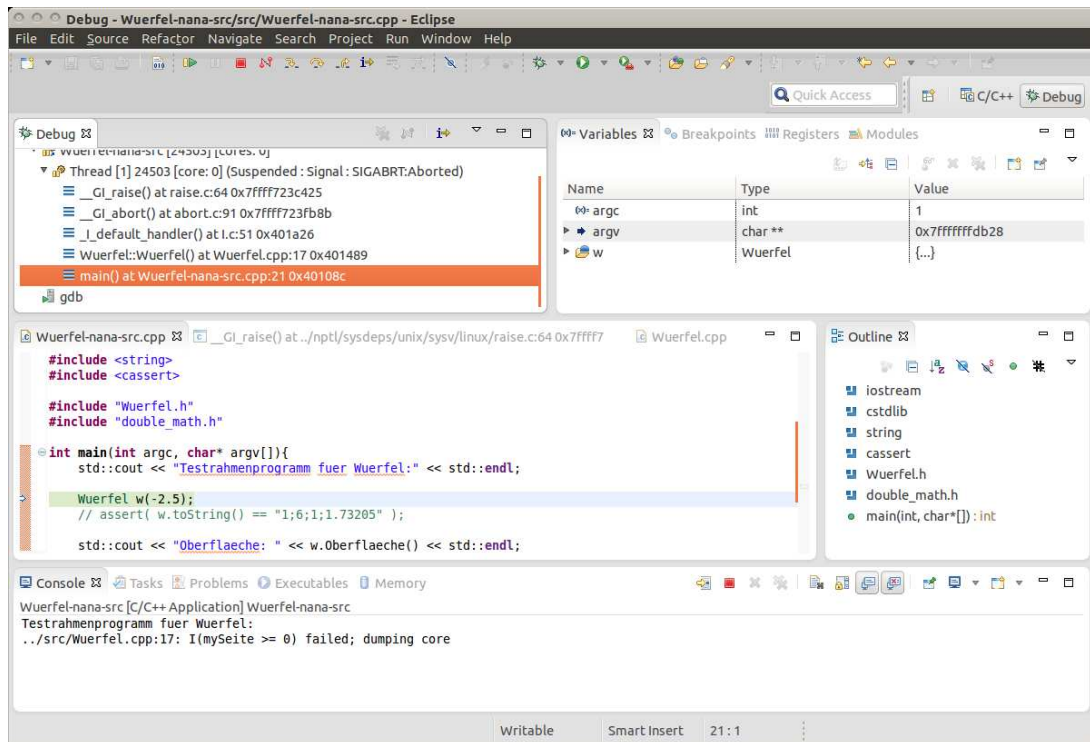 Debug - Wuerfel-nana-src/src/Wuerfel-nana-src.cpp - Eclipse
File Edit Source Refactor Navigate Search Project Run Window Help
Quick Access
C/C++
Debug
Debug
Wuerfel-nana-src [24503] [cores: 0]
Thread [1] 24503 [core: 0] (Suspended : Signal : SIGABRT:Aborted)
__GI_raise() at raise.c:64 0x7ffff723c425
__GI_abort() at abort.c:91 0x7ffff723fb8b
_I_default_handler() at I.c:51 0x401a26
Wuerfel::Wuerfel() at Wuerfel.cpp:17 0x401489
main() at Wuerfel-nana-src.cpp:21 0x40108c
gdb
Variables Breakpoints Registers Modules
Name Type Value
argc int 1
argv char ** 0x7fffffffdb28
w Wuerfel {...}
Wuerfel-nana-src.cpp __GI_raise() at ../nptl/sysdeps/unix/sysv/linux/raise.c:64 0x7ffff7 Wuerfel.cpp
#include <string>
#include <cassert>
#include "Wuerfel.h"
#include "double_math.h"
int main(int argc, char* argv[]){
std::cout << "Testrahmenprogramm fuer Wuerfel:" << std::endl;
Wuerfel w(-2.5);
// assert( w.toString() == "1;6;1;1.73205" );
std::cout << "Oberflaeche: " << w.Oberflaeche() << std::endl;
Outline
iostream
cstdlib
string
cassert
Wuerfel.h
double_math.h
main(int, char*[]) : int
Console Tasks Problems Executables Memory
Wuerfel-nana-src [C/C++ Application] Wuerfel-nana-src
Testrahmenprogramm fuer Wuerfel:
../src/Wuerfel.cpp:17: I(mySeite >= 0) failed; dumping core
Writable Smart Insert 21 : 1